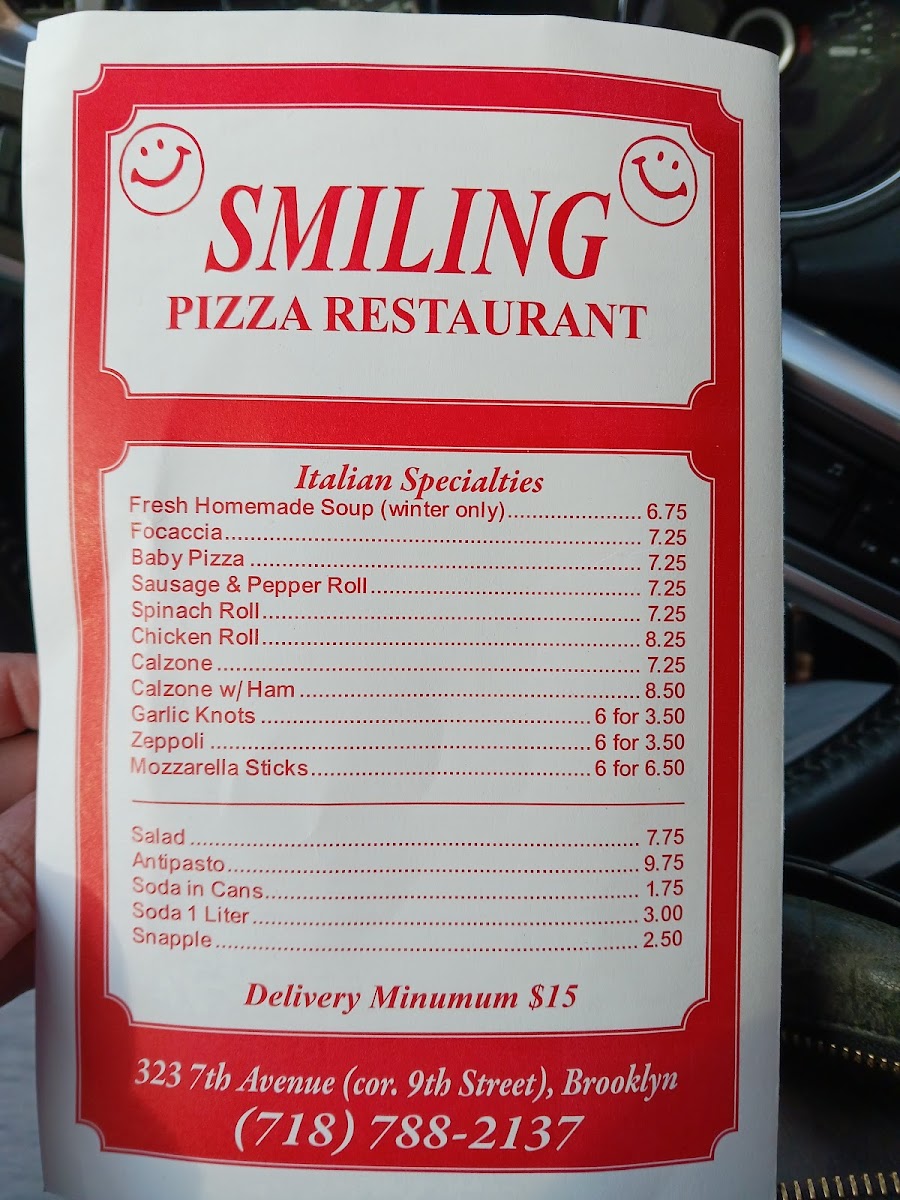 SMILING
PIZZA RESTAURANT
Italian Specialties
Fresh Homemade Soup (winter only) 6.75
Focaccia 7.25
Baby Pizza 7.25
Sausage & Pepper Roll 7.25
Spinach Roll 7.25
Chicken Roll 8.25
Calzone 7.25
Calzone w/ Ham 8.50
Garlic Knots 6 for 3.50
Zeppoli 6 for 3.50
Mozzarella Sticks 6 for 6.50
Salad 7.75
Antipasto 9.75
Soda in Cans 1.75
Soda 1 Liter 3.00
Snapple 2.50
Delivery Minumum $15
323 7th Avenue (cor. 9th Street), Brooklyn
(718) 788-2137